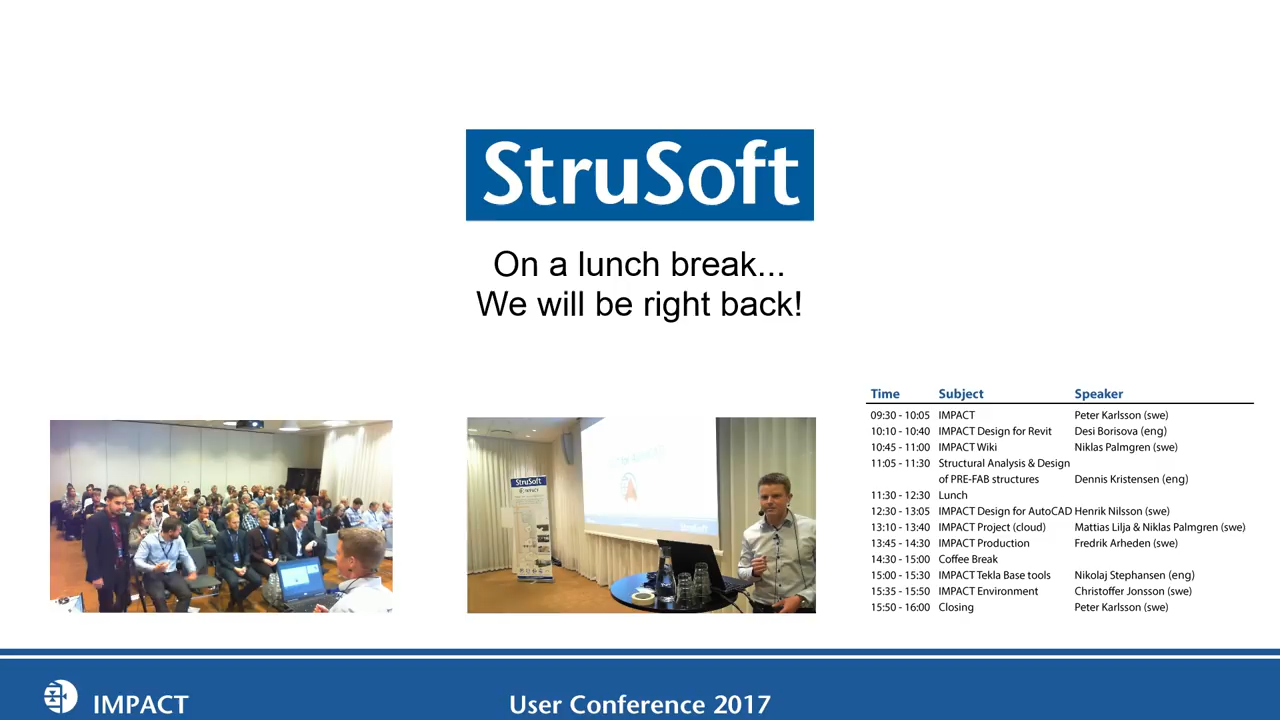 StruSoft
On a lunch break...
We will be right back!
Time Subject Speaker
09:30 - 10:05 IMPACT Peter Karlsson (swe)
10:10 - 10:40 IMPACT Design for Revit Desi Borisova (eng)
10:45 - 11:00 IMPACT Wiki Niklas Palmgren (swe)
11:05 - 11:30 Structural Analysis & Design
of PRE-FAB structures Dennis Kristensen (eng)
11:30 - 12:30 Lunch
12:30 - 13:05 IMPACT Design for AutoCAD Henrik Nilsson (swe)
13:10 - 13:40 IMPACT Project (cloud) Mattias Lilja & Niklas Palmgren (swe)
13:45 - 14:30 IMPACT Production Fredrik Arheden (swe)
14:30 - 15:00 Coffee Break
15:00 - 15:30 IMPACT Tekla Base tools Nikolaj Stephansen (eng)
15:35 - 15:50 IMPACT Environment Christoffer Jonsson (swe)
15:50 - 16:00 Closing Peter Karlsson (swe)
StruSoft
IMPACT
StruSoft
IMPACT User Conference 2017